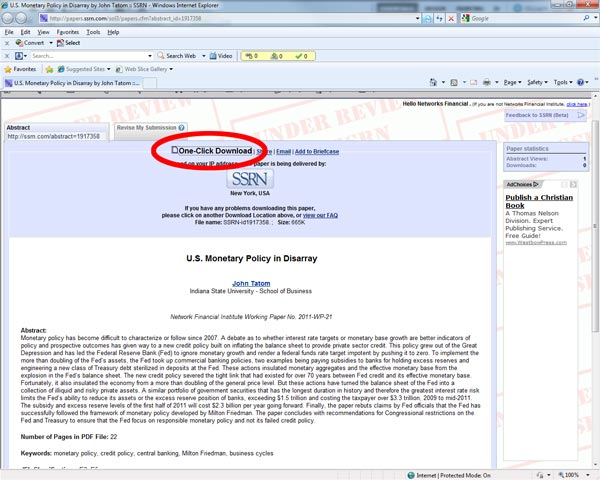 U.S. Monetary Policy in Disarray by John Tatom :: SSRN - Windows Internet Explorer
http://papers.ssrn.com/sol3/papers.cfm?abstract_id=1917358
Google
File Edit View Favorites Tools Help
Convert Select
Search... Search Web Video 0 0 0
Favorites Suggested Sites Web Slice Gallery
U.S. Monetary Policy in Disarray by John Tatom :: ...
Page Safety Tools
Hello Networks Financial . (If you are not Networks Financial Institute, click here)
Feedback to SSRN (Beta)
UNDER REVIEW
Abstract
http://ssrn.com/abstract=1917358
Revise My Submission
One-Click Download | Share | Email | Add to Briefcase
on your IP address paper is being delivered by:
SSRN
New York, USA
If you have any problems downloading this paper,
please click on another Download Location above, or view our FAQ
File name: SSRN-id1917358. ; Size: 665K
Paper statistics
Abstract Views: 1
Downloads: 0
AdChoices
Publish a Christian
Book
A Thomas Nelson
Division. Expert
Publishing Service.
Free Guide!
www.WestbowPress.com
U.S. Monetary Policy in Disarray
John Tatom
Indiana State University - School of Business
Network Financial Institute Working Paper No. 2011-WP-21
Abstract:
Monetary policy has become difficult to characterize or follow since 2007. A debate as to whether interest rate targets or monetary base growth are better indicators of
policy and prospective outcomes has given way to a new credit policy built on inflating the balance sheet to provide private sector credit. This policy grew out of the Great
Depression and has led the Federal Reserve Bank (Fed) to ignore monetary growth and render a federal funds rate target impotent by pushing it to zero. To implement the
more than doubling of the Fed's assets, the Fed took up commercial banking policies, two examples being paying subsidies to banks for holding excess reserves and
engineering a new class of Treasury debt sterilized in deposits at the Fed. These actions insulated monetary aggregates and the effective monetary base from the
explosion in the Fed's balance sheet. The new credit policy severed the tight link that had existed for over 70 years between Fed credit and its effective monetary base.
Fortunately, it also insulated the economy from a more than doubling of the general price level. But these actions have turned the balance sheet of the Fed into a
collection of illiquid and risky private assets. A similar portfolio of government securities that has the longest duration in history and therefore the greatest interest rate risk
limits the Fed's ability to reduce its assets or the excess reserve position of banks, exceeding $1.5 trillion and costing the taxpayer over $3.3 trillion, 2009 to mid-2011.
The subsidy and excess reserve levels of the first half of 2011 will cost $2.3 billion per year going forward. Finally, the paper rebuts claims by Fed officials that the Fed has
successfully followed the framework of monetary policy developed by Milton Friedman. The paper concludes with recommendations for Congressional restrictions on the
Fed and Treasury to ensure that the Fed focus on responsible monetary policy and not its failed credit policy.
Number of Pages in PDF File: 22
Keywords: monetary policy, credit policy, central banking, Milton Friedman, business cycles
Internet | Protected Mode: On
100%